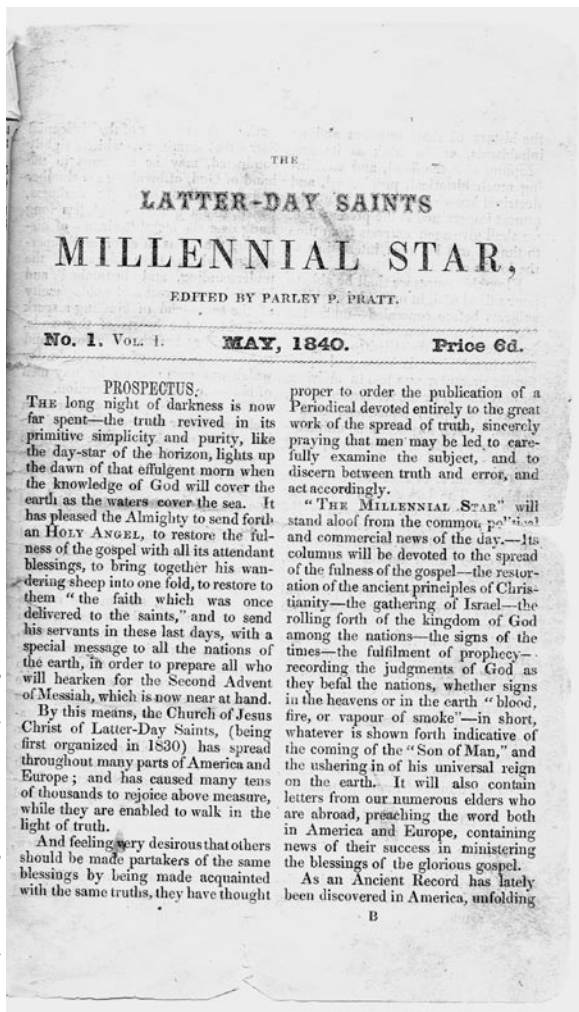 THE
LATTER-DAY SAINTS
MILLENNIAL STAR,
EDITED BY PARLEY P. PRATT.
No. 1. VOL. 1. MAY, 1840. Price 6d.
PROSPECTUS.
THE long night of darkness is now
far spent—the truth revived in its
primitive simplicity and purity, like
the day-star of the horizon, lights up
the dawn of that effulgent morn when
the knowledge of God will cover the
earth as the waters cover the sea. It
has pleased the Almighty to send forth
an HOLY ANGEL, to restore the ful-
ness of the gospel with all its attendant
blessings, to bring together his wan-
dering sheep into one fold, to restore to
them "the faith which was once
delivered to the saints," and to send
his servants in these last days, with a
special message to all the nations of
the earth, in order to prepare all who
will hearken for the Second Advent
of Messiah, which is now near at hand.
By this means, the Church of Jesus
Christ of Latter-Day Saints, (being
first organized in 1830) has spread
throughout many parts of America and
Europe; and has caused many tens
of thousands to rejoice above measure,
while they are enabled to walk in the
light of truth.
And feeling very desirous that others
should be made partakers of the same
blessings by being made acquainted
with the same truths, they have thought
proper to order the publication of a
Periodical devoted entirely to the great
work of the spread of truth, sincerely
praying that men may be led to care-
fully examine the subject, and to
discern between truth and error, and
act accordingly.
"THE MILLENNIAL STAR" will
stand aloof from the common political
and commercial news of the day.—Its
columns will be devoted to the spread
of the fulness of the gospel—the restor-
ation of the ancient principles of Chris-
tianity—the gathering of Israel—the
rolling forth of the kingdom of God
among the nations—the signs of the
times—the fulfilment of prophecy—
recording the judgments of God as
they befal the nations, whether signs
in the heavens or in the earth "blood,
fire, or vapour of smoke"—in short,
whatever is shown forth indicative of
the coming of the "Son of Man," and
the ushering in of his universal reign
on the earth. It will also contain
letters from our numerous elders who
are abroad, preaching the word both
in America and Europe, containing
news of their success in ministering
the blessings of the glorious gospel.
As an Ancient Record has lately
been discovered in America, unfolding
B